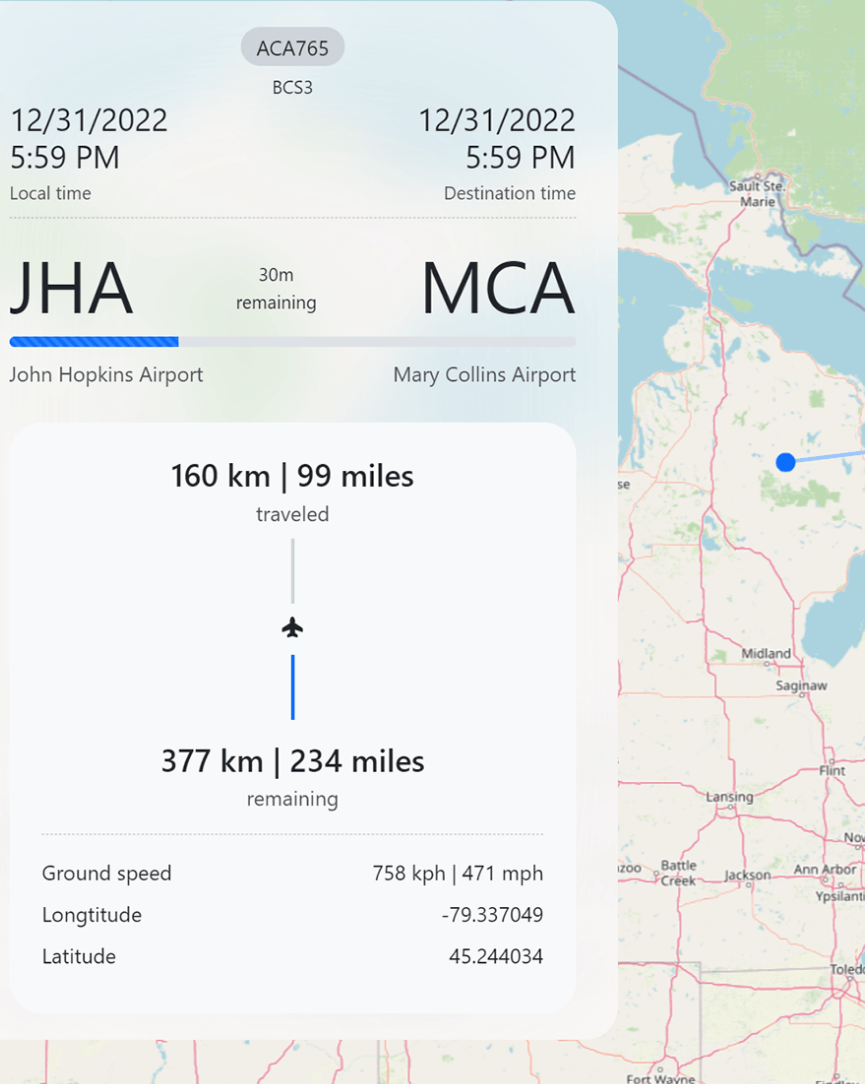 ACA765
BCS3
12/31/2022 12/31/2022
5:59 PM 5:59 PM
Local time Destination time
JHA 30m remaining MCA
John Hopkins Airport Mary Collins Airport
160 km | 99 miles
traveled
377 km | 234 miles
remaining
Ground speed 758 kph | 471 mph
Longtitude -79.337049
Latitude 45.244034
Sault Ste.
Marie
se
Midland
Saginaw
Flint
Lansing
Nov
zoo
Battle
Creek
Jackson
Ann Arbor
Ypsilanti
Toledo
Fort Wayne